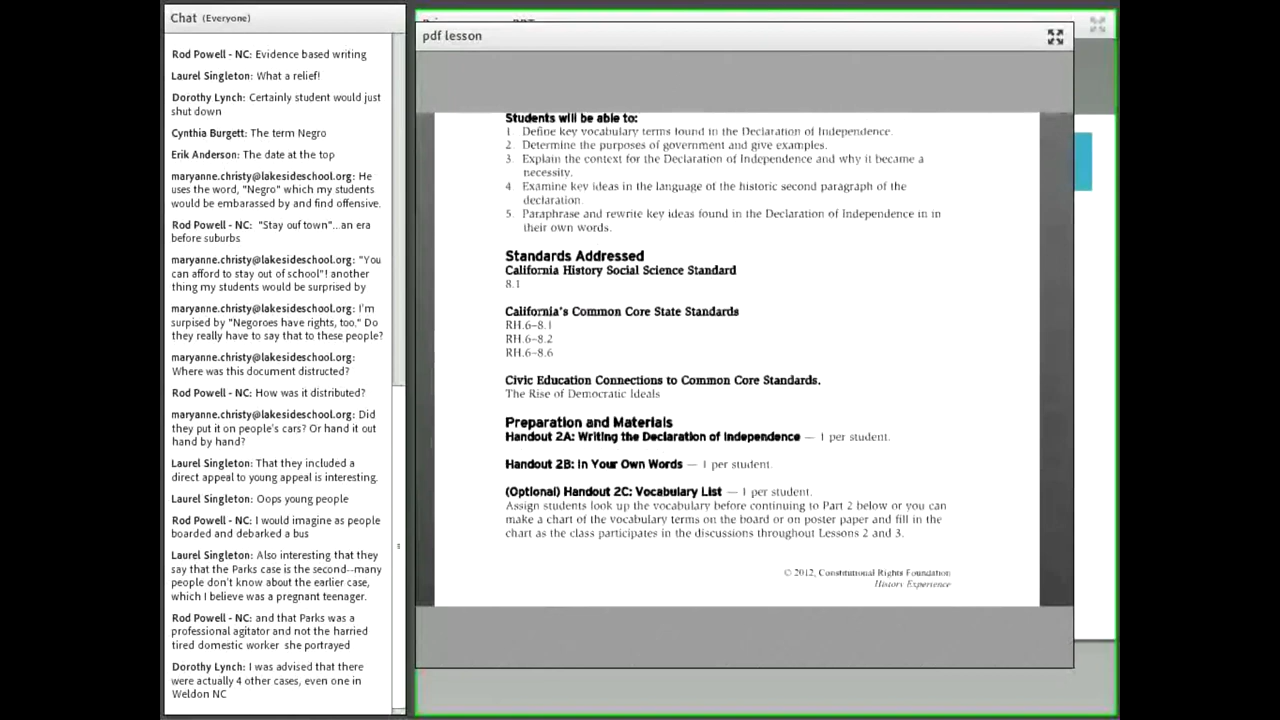 Chat (Everyone)
Rod Powell - NC: Evidence based writing
Laurel Singleton: What a relief!
Dorothy Lynch: Certainly student would just
shut down
Cynthia Burgett: The term Negro
Erik Anderson: The date at the top
maryanne.christy@lakesideschool.org: He
uses the word, "Negro" which my students
would be embarassed by and find offensive.
Rod Powell - NC: "Stay ouf town"...an era
before suburbs
maryanne.christy@lakesideschool.org: "You
can afford to stay out of school"! another
thing my students would be surprised by
maryanne.christy@lakesideschool.org: I'm
surpised by "Negoroes have rights, too." Do
they really have to say that to these people?
maryanne.christy@lakesideschool.org:
Where was this document distructed?
Rod Powell - NC: How was it distributed?
maryanne.christy@lakesideschool.org: Did
they put it on people's cars? Or hand it out
hand by hand?
Laurel Singleton: That they included a
direct appeal to young appeal is interesting.
Laurel Singleton: Oops young people
Rod Powell - NC: I would imagine as people
boarded and debarked a bus
Laurel Singleton: Also interesting that they
say that the Parks case is the second--many
people don't know about the earlier case,
which I believe was a pregnant teenager.
Rod Powell - NC: and that Parks was a
professional agitator and not the harried
tired domestic worker she portrayed
Dorothy Lynch: I was advised that there
were actually 4 other cases, even one in
Weldon NC
pdf lesson
Students will be able to:
1. Define key vocabulary terms found in the Declaration of Independence.
2. Determine the purposes of government and give examples.
3. Explain the context for the Declaration of Independence and why it became a
necessity.
4. Examine key ideas in the language of the historic second paragraph of the
declaration.
5. Paraphrase and rewrite key ideas found in the Declaration of Independence in in
their own words.
Standards Addressed
California History Social Science Standard
8.1
California's Common Core State Standards
RH.6-8.1
RH.6-8.2
RH.6-8.6
Civic Education Connections to Common Core Standards.
The Rise of Democratic Ideals
Preparation and Materials
Handout 2A: Writing the Declaration of Independence — 1 per student.
Handout 2B: In Your Own Words — 1 per student.
(Optional) Handout 2C: Vocabulary List — 1 per student.
Assign students look up the vocabulary before continuing to Part 2 below or you can
make a chart of the vocabulary terms on the board or on poster paper and fill in the
chart as the class participates in the discussions throughout Lessons 2 and 3.
© 2012, Constitutional Rights Foundation
History Experience